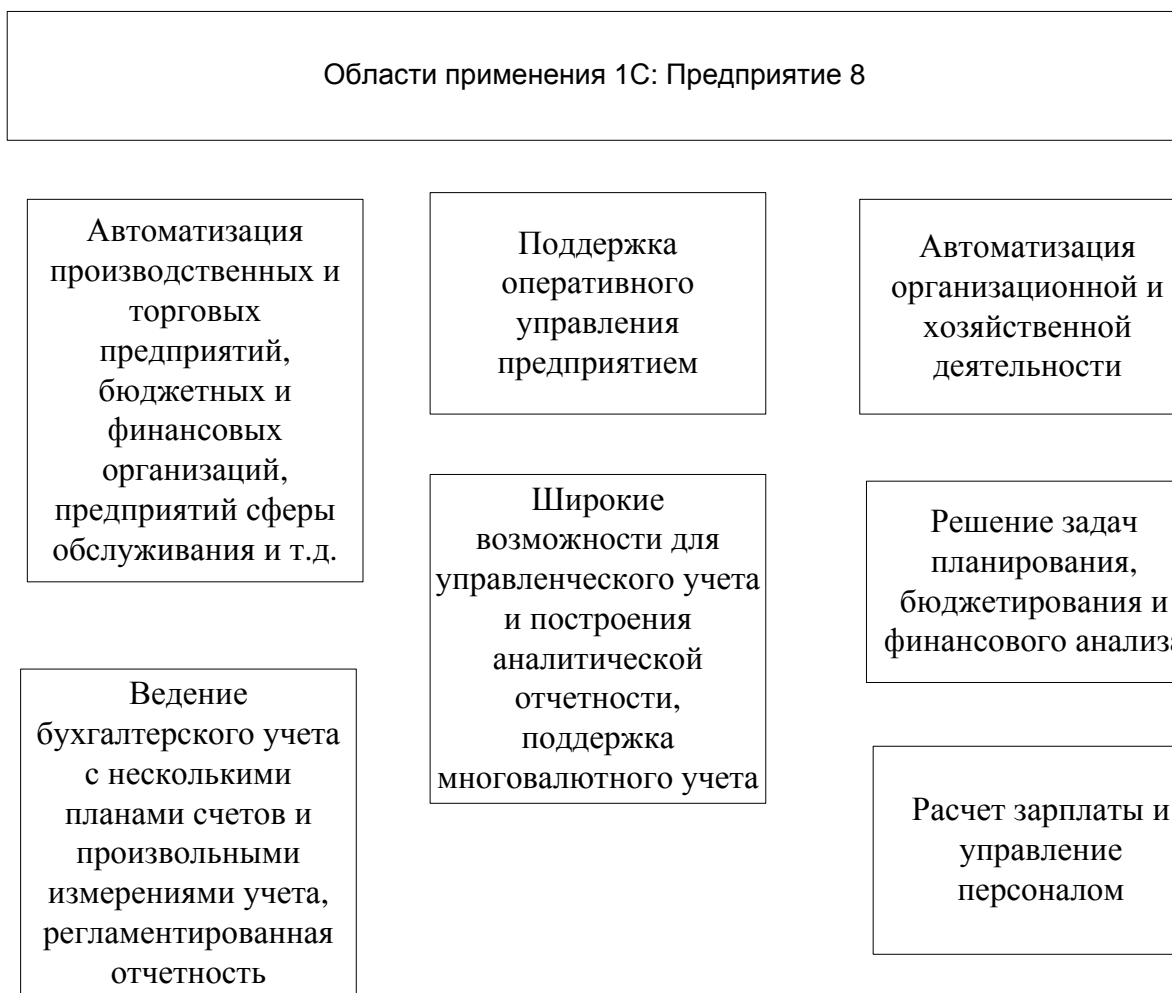 Области применения 1С: Предприятие 8
Автоматизация
производственных и
торговых
предприятий,
бюджетных и
финансовых
организаций,
предприятий сферы
обслуживания и т.д.
Поддержка
оперативного
управления
предприятием
Автоматизация
организационной и
хозяйственной
деятельности
Широкие
возможности для
управленческого учета
и построения
аналитической
отчетности,
поддержка
многовалютного учета
Решение задач
планирования,
бюджетирования и
финансового анализа
Ведение
бухгалтерского учета
с несколькими
планами счетов и
произвольными
измерениями учета,
регламентированная
отчетность
Расчет зарплаты и
управление
персоналом